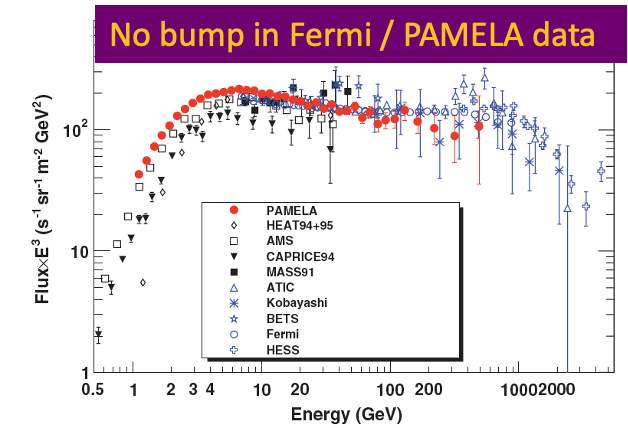 No bump in Fermi / PAMELA data
Flux×E³ (s⁻¹ sr⁻¹ m⁻² GeV²)
10²
10
1
0.5 1 2 3 4 10 20 100 200 1000 2000
Energy (GeV)
PAMELA
HEAT94+95
AMS
CAPRICE94
MASS91
ATIC
Kobayashi
BETS
Fermi
HESS